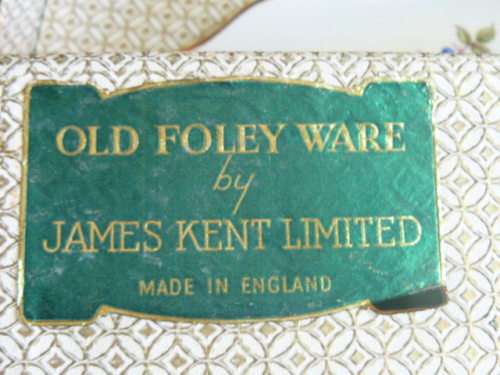 OLD FOLEY WARE
by
JAMES KENT LIMITED
MADE IN ENGLAND